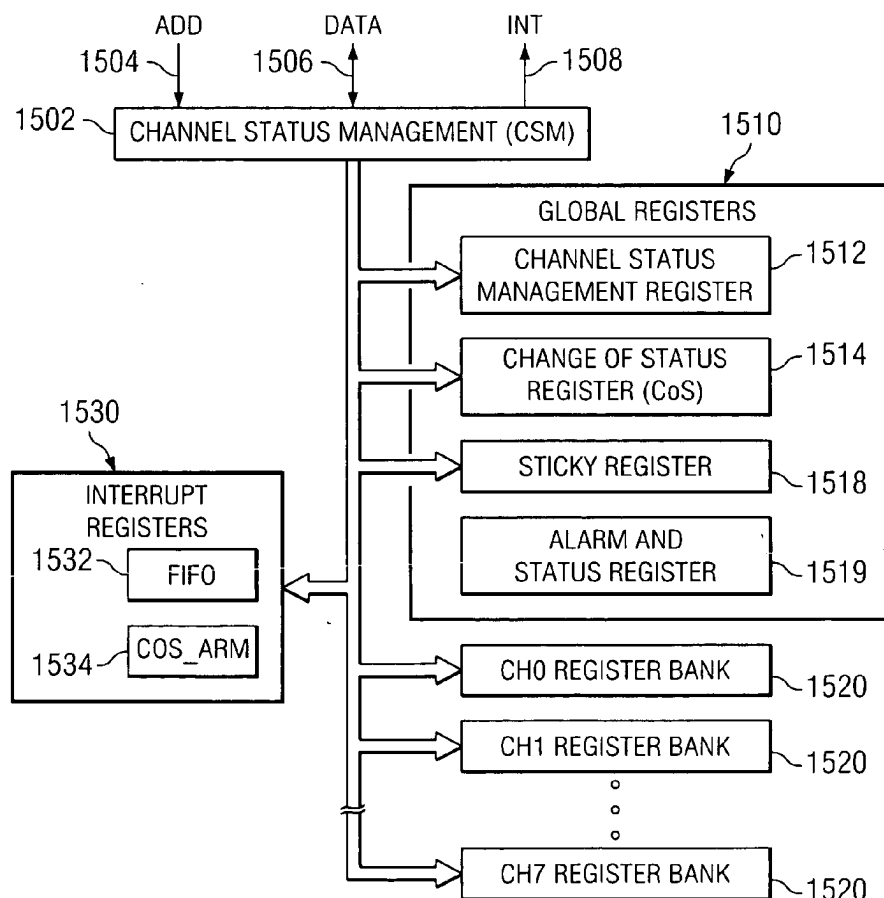 ADD
DATA
INT
1504
1506
1508
1502
CHANNEL STATUS MANAGEMENT (CSM)
1510
GLOBAL REGISTERS
CHANNEL STATUS
MANAGEMENT REGISTER
1512
CHANGE OF STATUS
REGISTER (CoS)
1514
STICKY REGISTER
1518
ALARM AND
STATUS REGISTER
1519
1530
INTERRUPT
REGISTERS
1532
FIFO
1534
COS_ARM
CH0 REGISTER BANK
1520
CH1 REGISTER BANK
1520
CH7 REGISTER BANK
1520